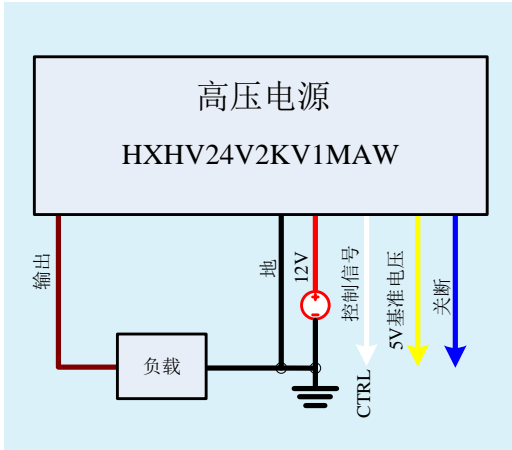 高压电源
HXHV24V2KV1MAW
输出
地
12V
控制信号
5V基准电压
关断
负载
CTRL